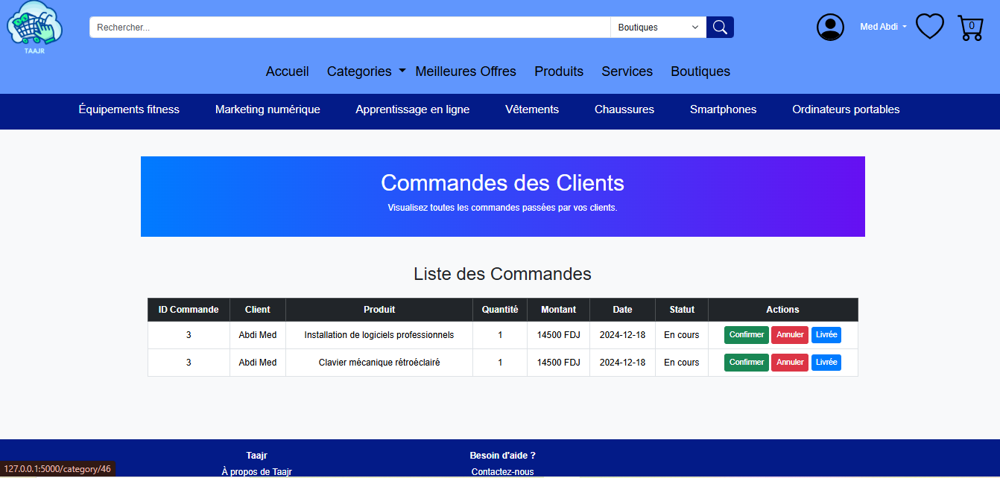 TAAJR
Rechercher...
Boutiques
Med Abdi
0
Accueil Categories Meilleures Offres Produits Services Boutiques
Équipements fitness Marketing numérique Apprentissage en ligne Vêtements Chaussures Smartphones Ordinateurs portables
Commandes des Clients
Visualisez toutes les commandes passées par vos clients.
Liste des Commandes
ID Commande Client Produit Quantité Montant Date Statut Actions
3 Abdi Med Installation de logiciels professionnels 1 14500 FDJ 2024-12-18 En cours Confirmer Annuler Livrée
3 Abdi Med Clavier mécanique rétroéclairé 1 14500 FDJ 2024-12-18 En cours Confirmer Annuler Livrée
Taajr Besoin d'aide ?
À propos de Taajr Contactez-nous
127.0.0.1:5000/category/46